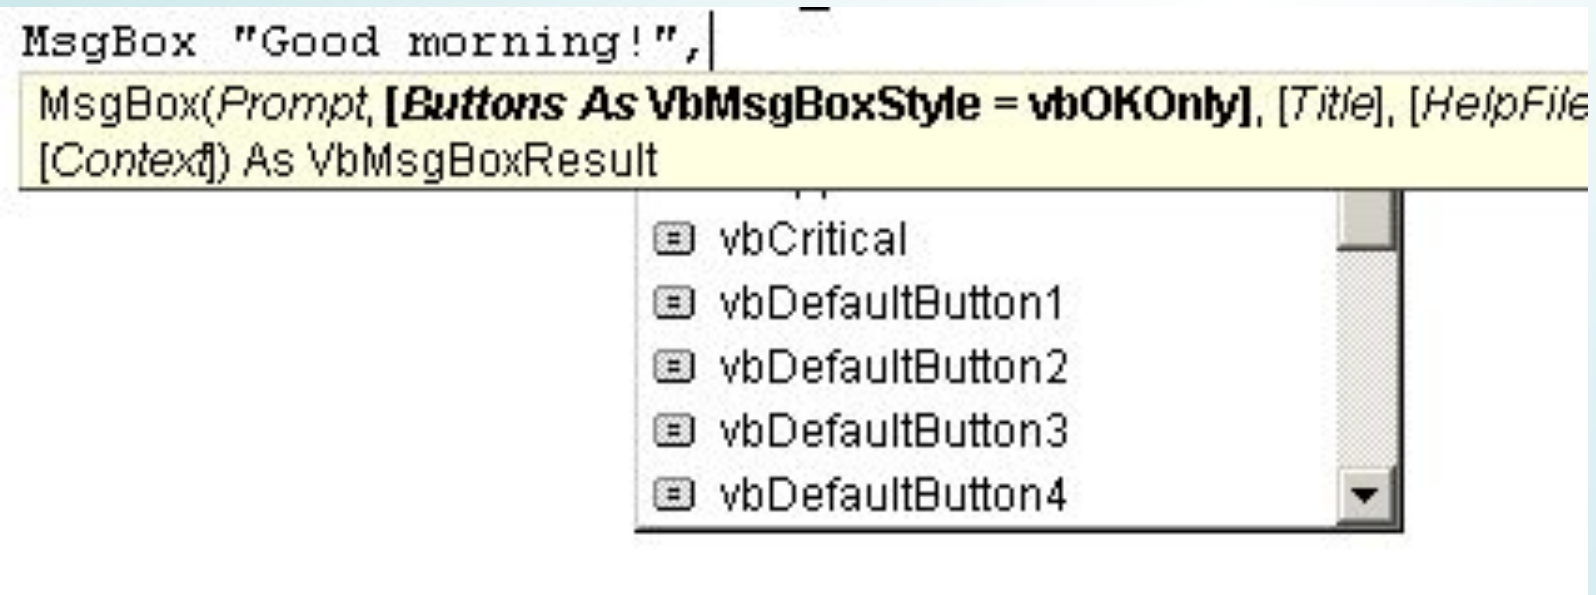 MsgBox "Good morning!",
MsgBox(Prompt, [Buttons As VbMsgBoxStyle = vbOKOnly], [Title], [HelpFile
[Context]) As VbMsgBoxResult
vbCritical
vbDefaultButton1
vbDefaultButton2
vbDefaultButton3
vbDefaultButton4